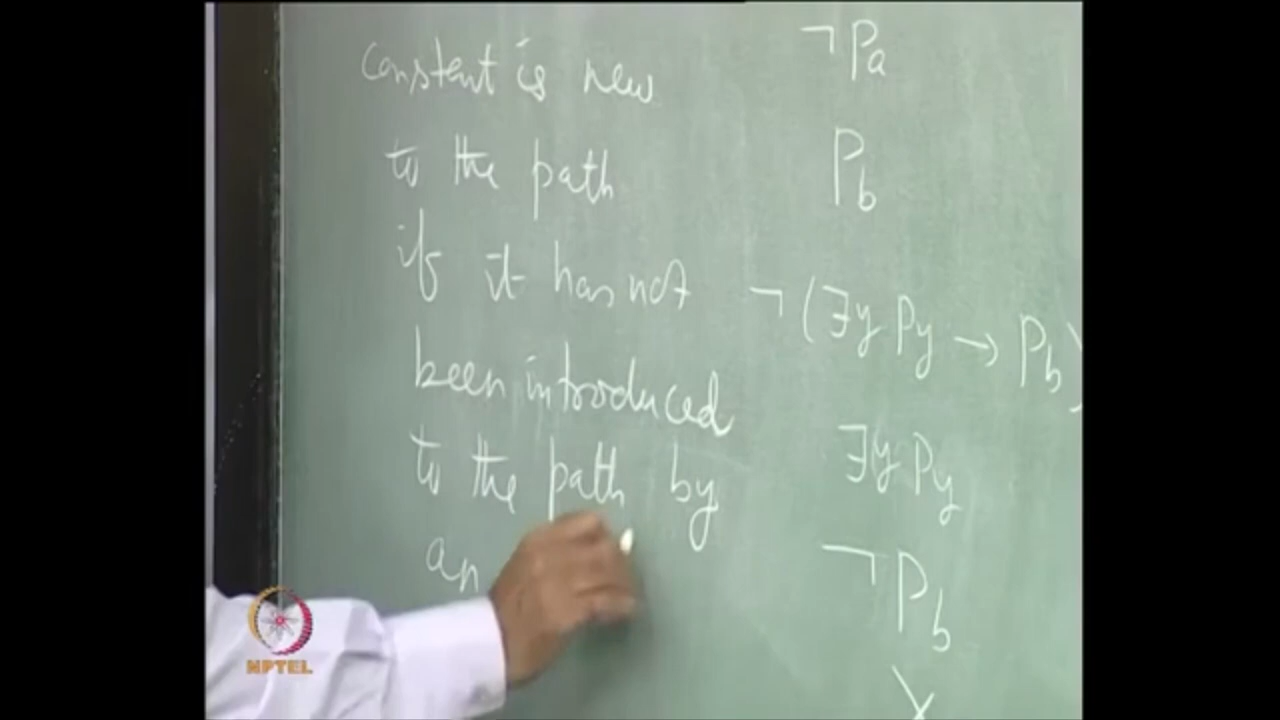 constent is new
to the path
if it has not
been introduced
to the path by
an
¬Pa
Pb
¬(∃y Py → Pb)
∃y Py
¬Pb
X
NPTEL